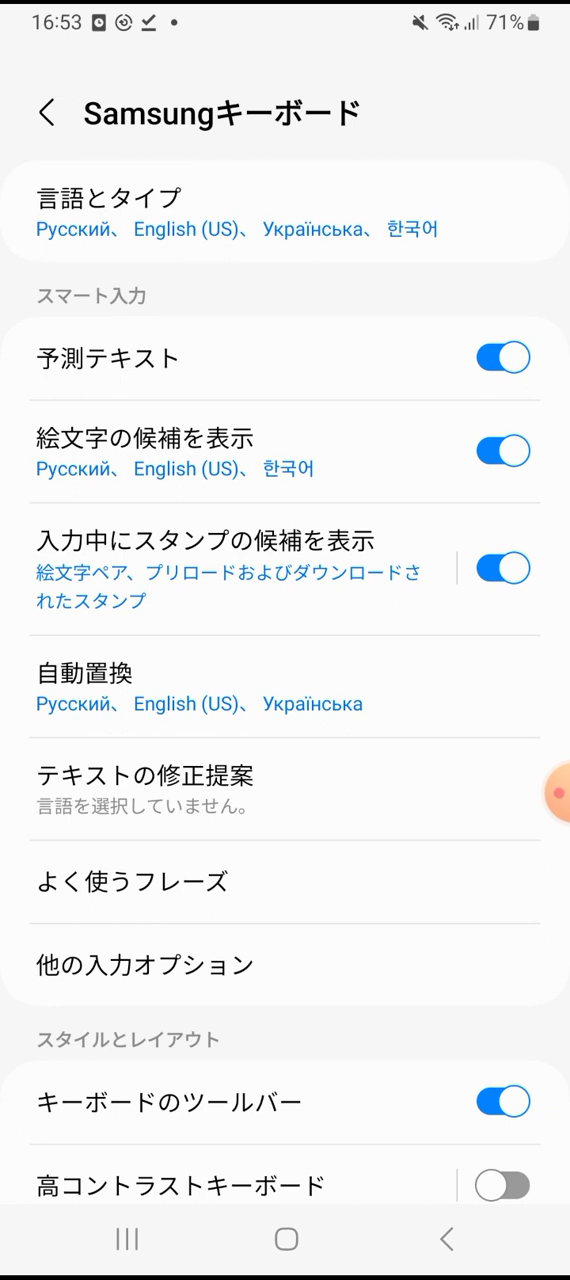 16:53
71%
Samsungキーボード
言語とタイプ
Русский、 English (US)、 Українська、 한국어
スマート入力
予測テキスト
絵文字の候補を表示
Русский、 English (US)、 한국어
入力中にスタンプの候補を表示
絵文字ペア、プリロードおよびダウンロードさ
れたスタンプ
自動置換
Русский、 English (US)、 Українська
テキストの修正提案
言語を選択していません。
よく使うフレーズ
他の入力オプション
スタイルとレイアウト
キーボードのツールバー
高コントラストキーボード